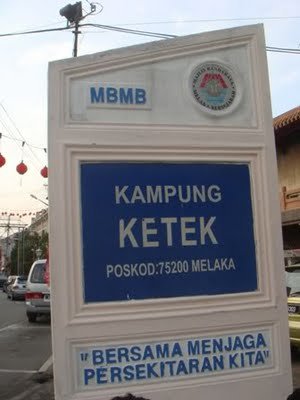 MBMB
KAMPUNG
KETEK
POSKOD:75200 MELAKA
"BERSAMA MENJAGA
PERSEKITARAN KITA"